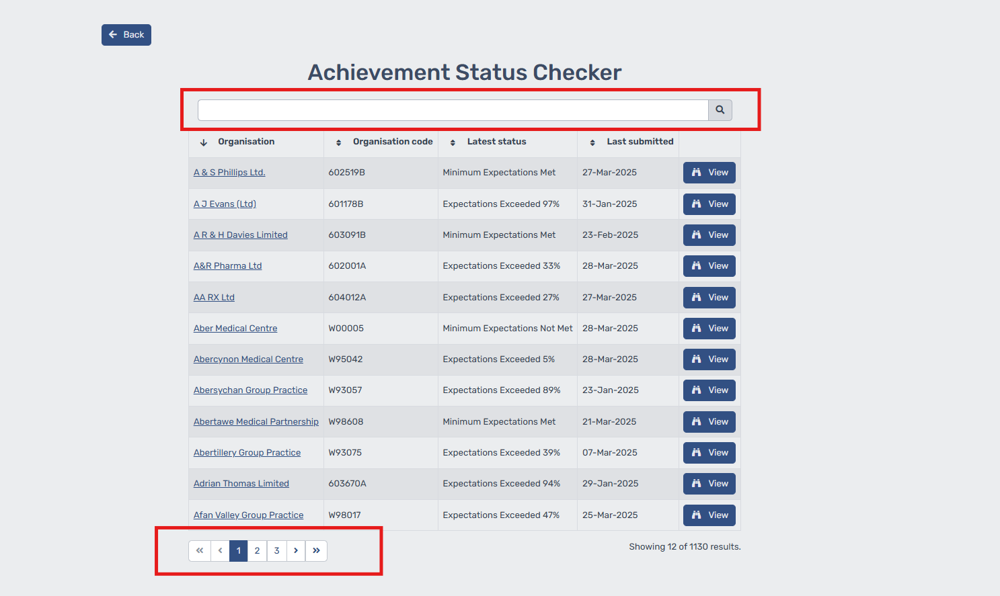 Back
Achievement Status Checker
Organisation Organisation code Latest status Last submitted
A & S Phillips Ltd. 602519B Minimum Expectations Met 27-Mar-2025 View
A J Evans (Ltd) 601178B Expectations Exceeded 97% 31-Jan-2025 View
A R & H Davies Limited 603091B Minimum Expectations Met 23-Feb-2025 View
A&R Pharma Ltd 602001A Expectations Exceeded 33% 28-Mar-2025 View
AA RX Ltd 604012A Expectations Exceeded 27% 27-Mar-2025 View
Aber Medical Centre W00005 Minimum Expectations Not Met 28-Mar-2025 View
Abercynon Medical Centre W95042 Expectations Exceeded 5% 28-Mar-2025 View
Abersychan Group Practice W93057 Expectations Exceeded 89% 23-Jan-2025 View
Abertawe Medical Partnership W98608 Minimum Expectations Met 21-Mar-2025 View
Abertillery Group Practice W93075 Expectations Exceeded 39% 07-Mar-2025 View
Adrian Thomas Limited 603670A Expectations Exceeded 94% 29-Jan-2025 View
Afan Valley Group Practice W98017 Expectations Exceeded 47% 25-Mar-2025 View
« ‹ 1 2 3 › » Showing 12 of 1130 results.